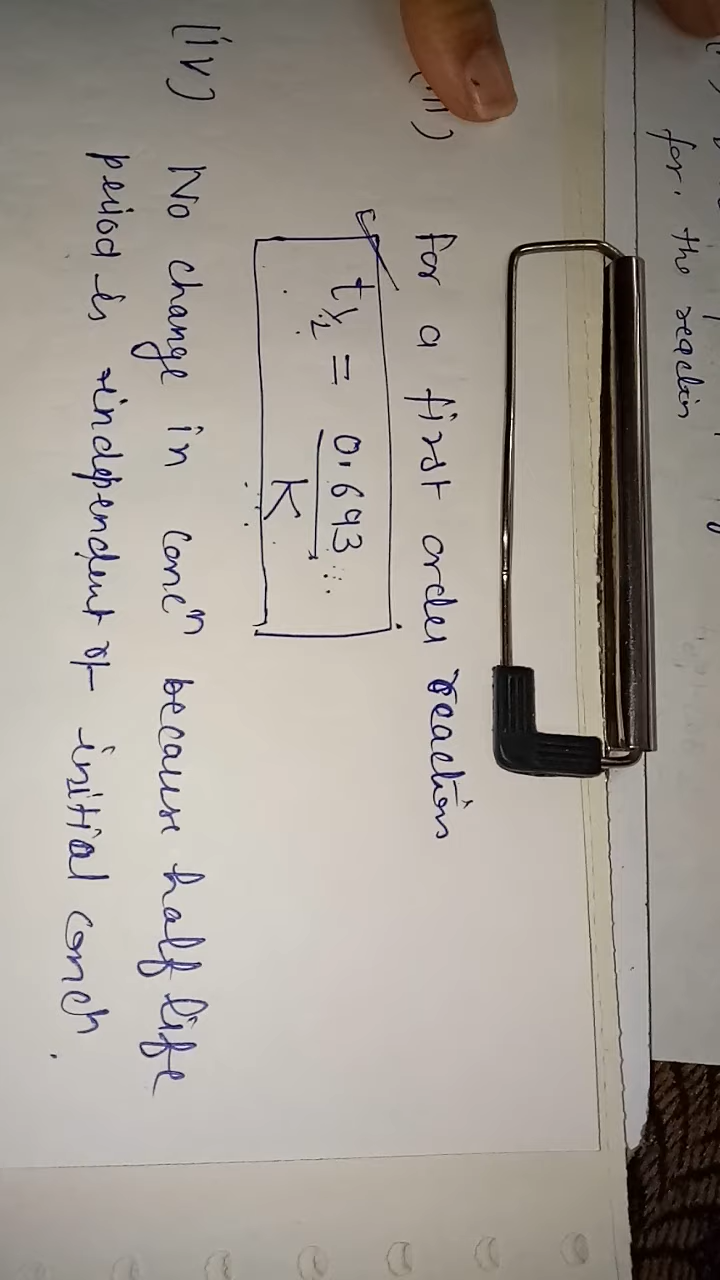 for the reaction
for a first order reaction
t½ = 0.693 / K
(iv) No change in concⁿ because half life
period is independent of initial concn.